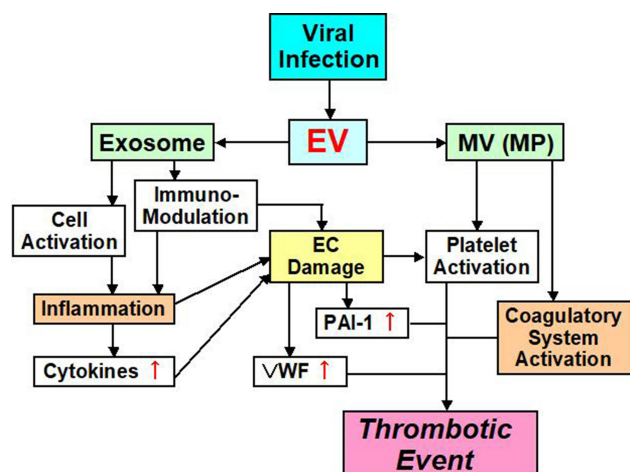 Viral
Infection
Exosome
EV
MV (MP)
Immuno-
Modulation
Cell
Activation
EC
Damage
Platelet
Activation
Inflammation
PAI-1 ↑
Coagulatory
System
Activation
Cytokines ↑
VWF ↑
Thrombotic
Event